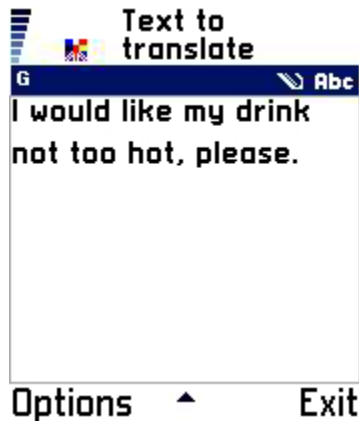 Text to
translate
G Abc
I would like my drink
not too hot, please.
Options Exit